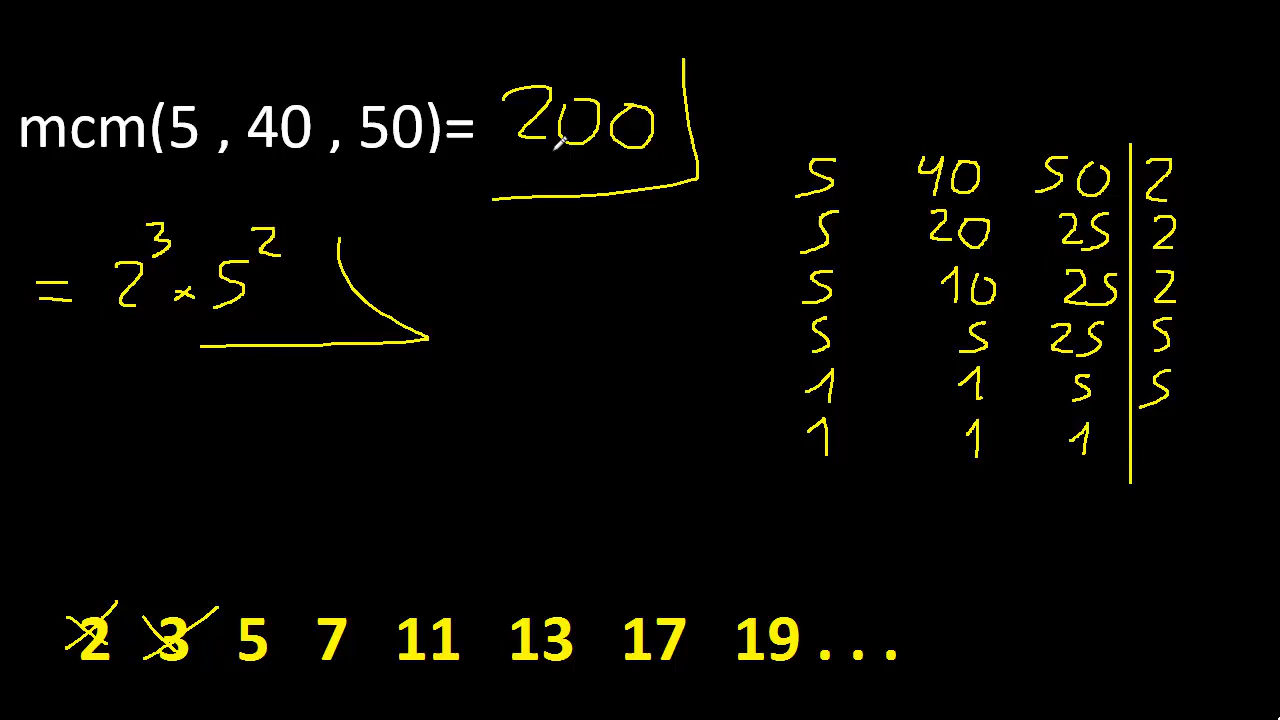 mcm(5 , 40 , 50)= 200
= 2³ × 5²
5 40 50 2
5 20 25 2
5 10 25 2
5 5 25 5
1 1 5 5
1 1 1
2 3 5 7 11 13 17 19 . . .